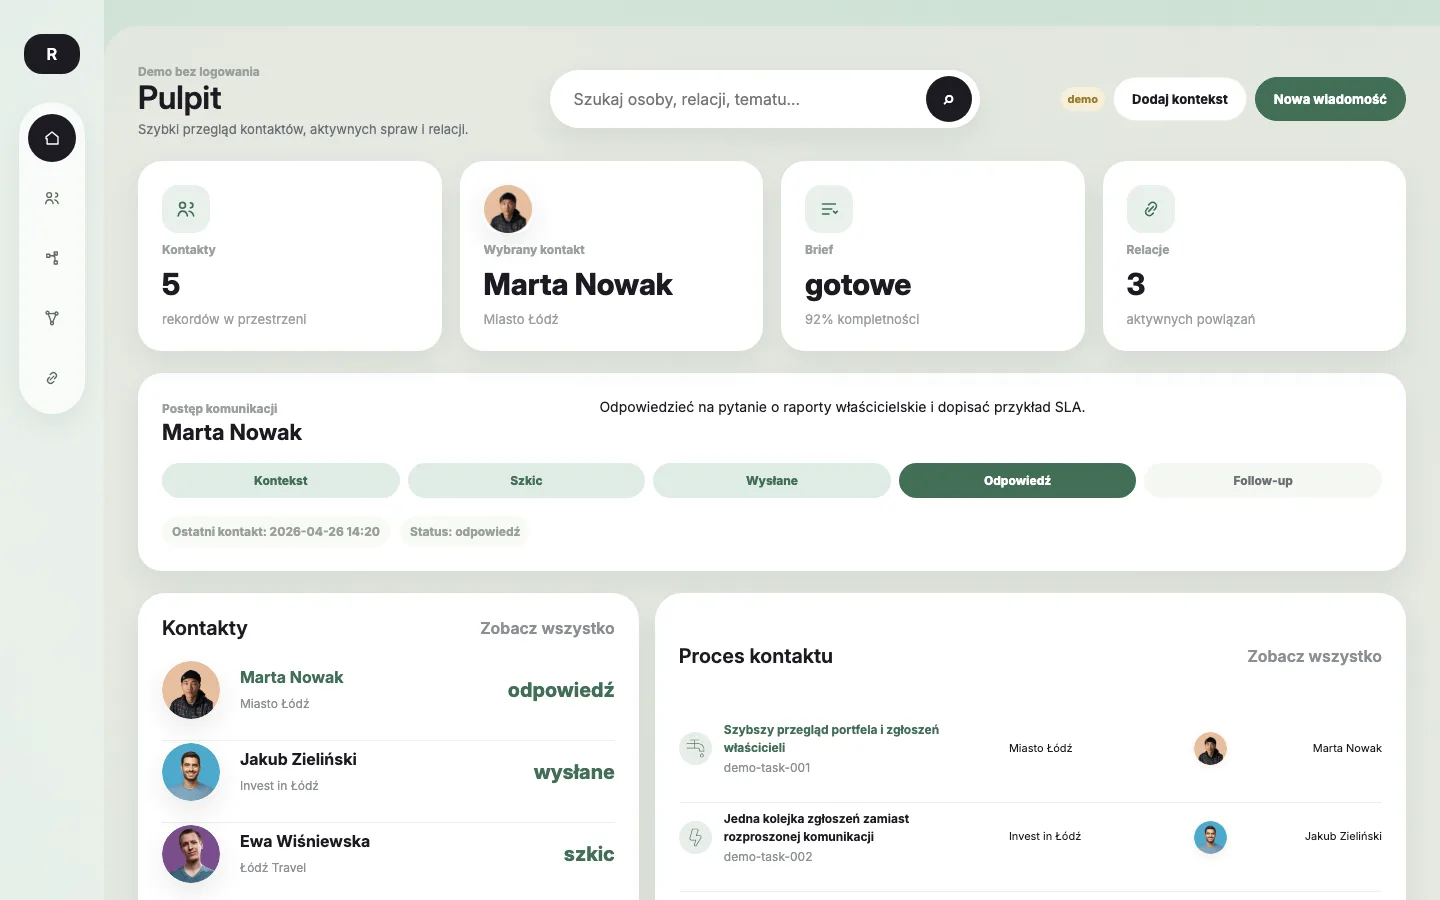 R
Demo bez logowania
Pulpit
Szybki przegląd kontaktów, aktywnych spraw i relacji.
Szukaj osoby, relacji, tematu...
demo
Dodaj kontekst
Nowa wiadomość
Kontakty
5
rekordów w przestrzeni
Wybrany kontakt
Marta Nowak
Miasto Łódź
Brief
gotowe
92% kompletności
Relacje
3
aktywnych powiązań
Postęp komunikacji
Marta Nowak
Odpowiedzieć na pytanie o raporty właścicielskie i dopisać przykład SLA.
Kontekst
Szkic
Wysłane
Odpowiedź
Follow-up
Ostatni kontakt: 2026-04-26 14:20
Status: odpowiedź
Kontakty
Zobacz wszystko
Marta Nowak
Miasto Łódź
odpowiedź
Jakub Zieliński
Invest in Łódź
wysłane
Ewa Wiśniewska
Łódź Travel
szkic
Proces kontaktu
Zobacz wszystko
Szybszy przegląd portfela i zgłoszeń
właścicieli
demo-task-001
Miasto Łódź
Marta Nowak
Jedna kolejka zgłoszeń zamiast
rozproszonej komunikacji
demo-task-002
Invest in Łódź
Jakub Zieliński